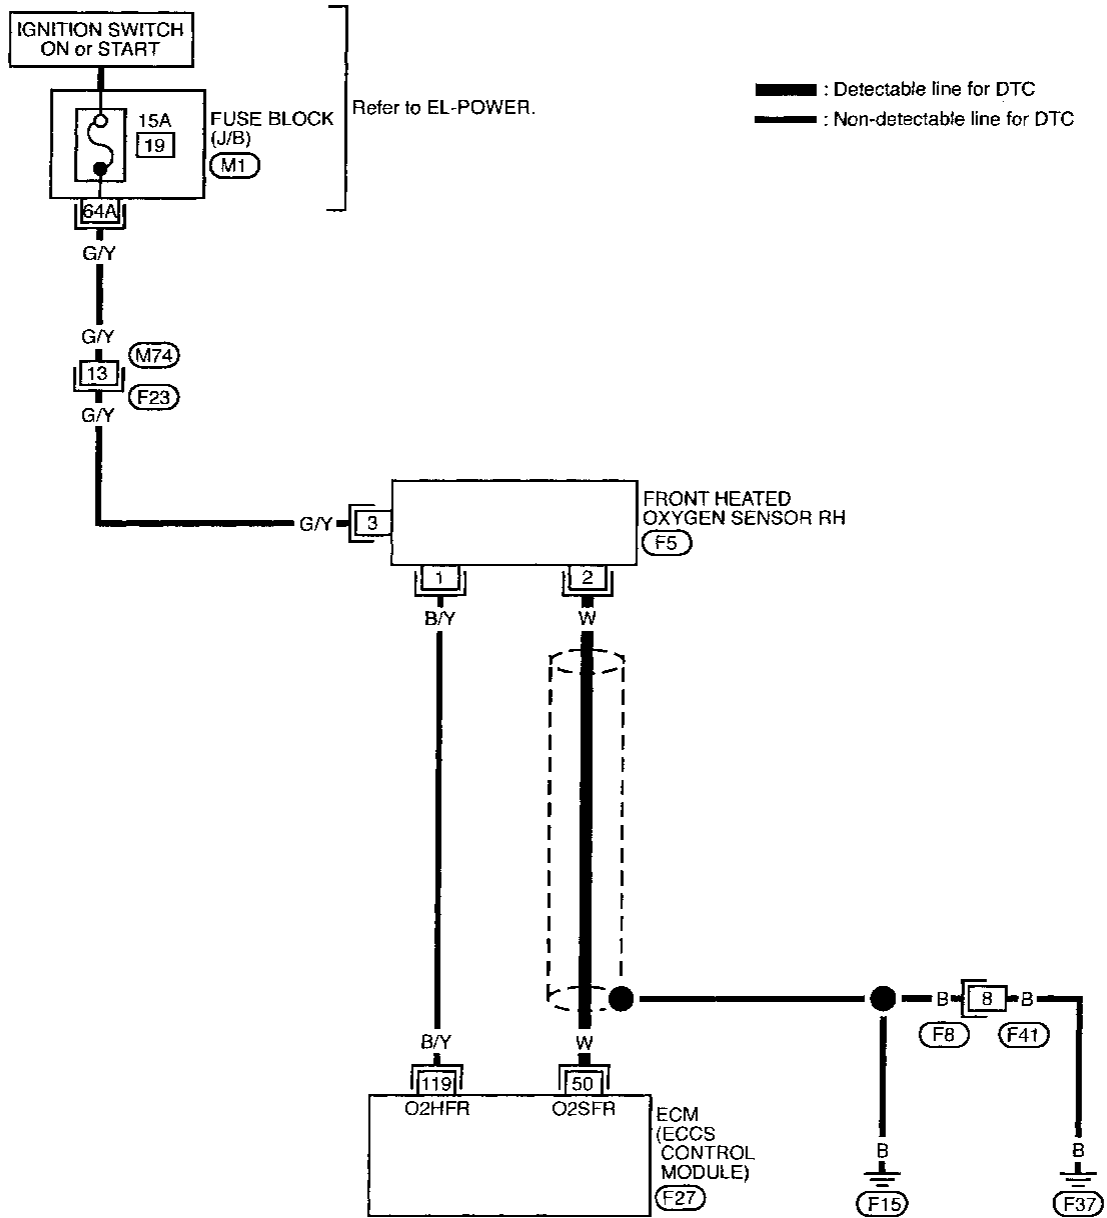 IGNITION SWITCH
ON or START
15A
19
FUSE BLOCK
(J/B)
M1
Refer to EL-POWER.
: Detectable line for DTC
: Non-detectable line for DTC
64A
G/Y
G/Y
13
M74
F23
G/Y
G/Y
3
FRONT HEATED
OXYGEN SENSOR RH
F5
1
2
B/Y
W
B
8
B
F8
F41
B/Y
W
119
50
O2HFR
O2SFR
ECM
(ECCS
CONTROL
MODULE)
F27
B
B
F15
F37